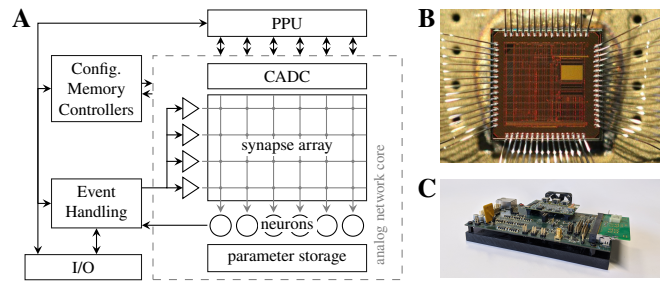 A
PPU
B
Config.
Memory
Controllers
CADC
synapse array
Event
Handling
neurons
analog network core
parameter storage
I/O
C